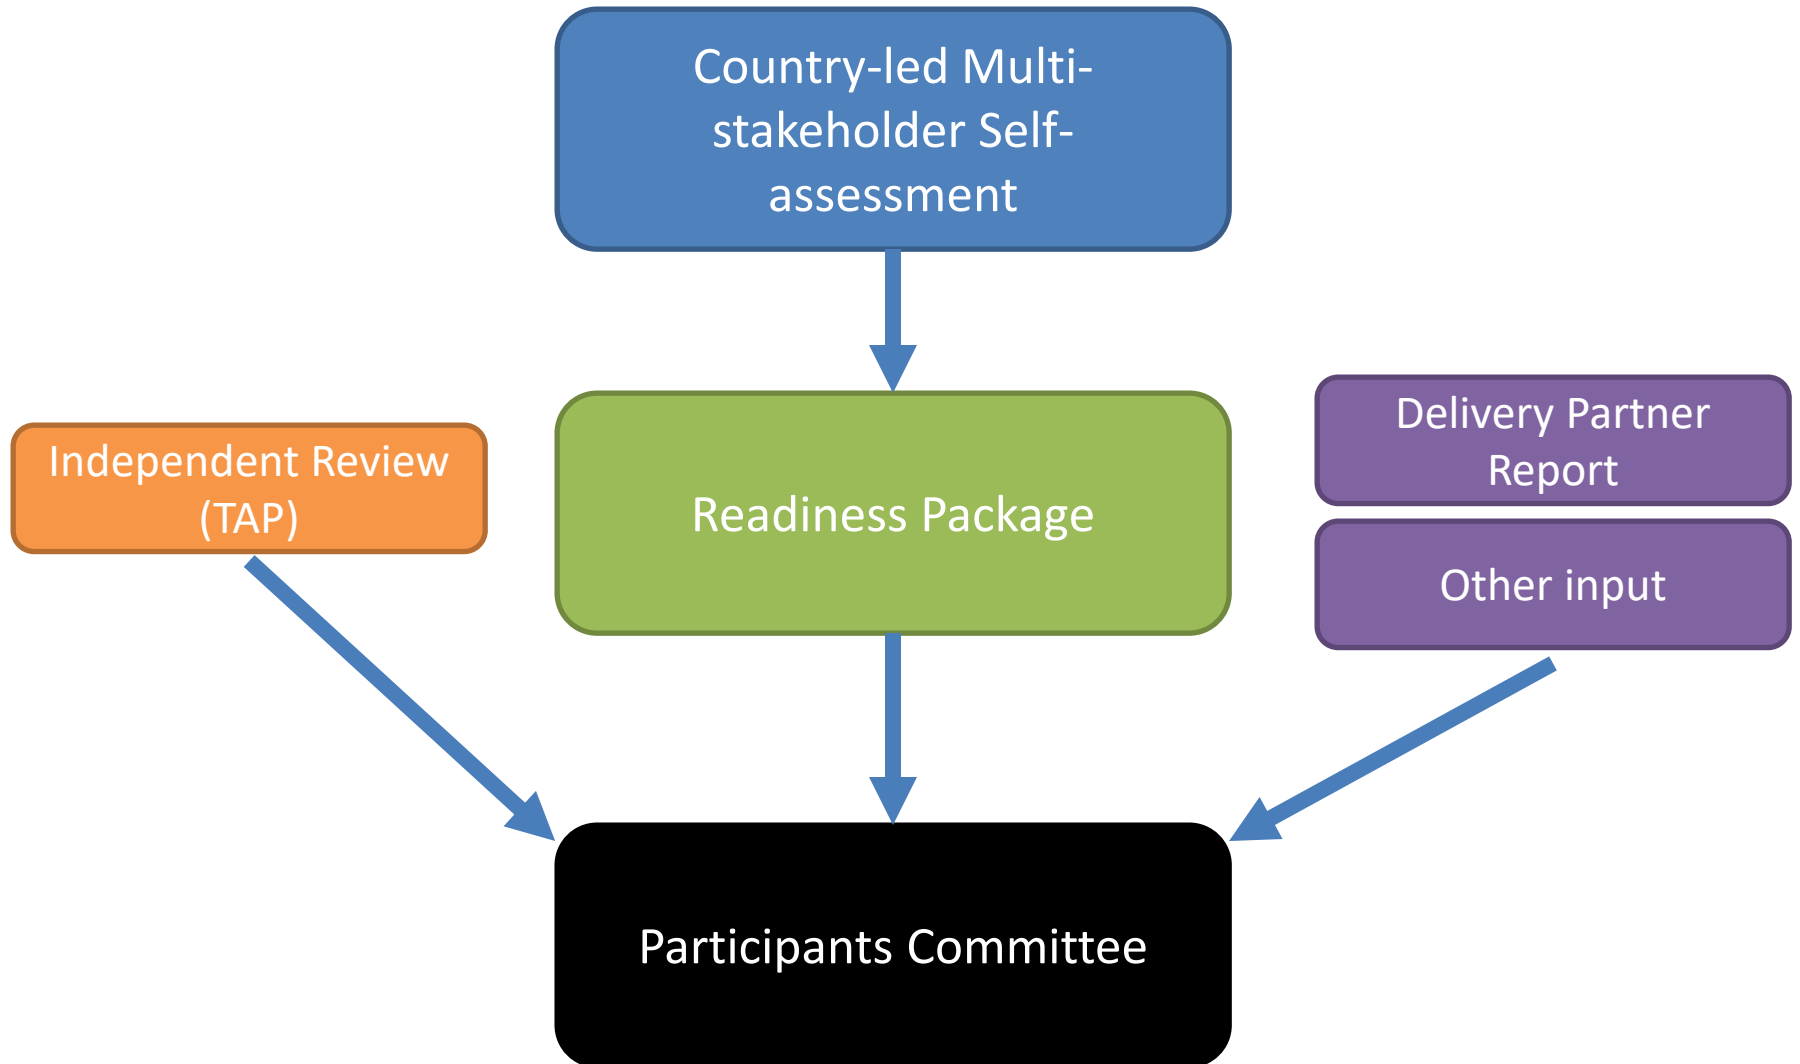 Country-led Multi-
stakeholder Self-
assessment
Independent Review
(TAP)
Readiness Package
Delivery Partner
Report
Other input
Participants Committee